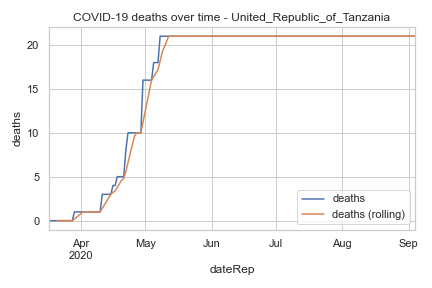 COVID-19 deaths over time - United_Republic_of_Tanzania
deaths
20
15
10
5
0
deaths
deaths (rolling)
Apr
2020
May
Jun
Jul
Aug
Sep
dateRep